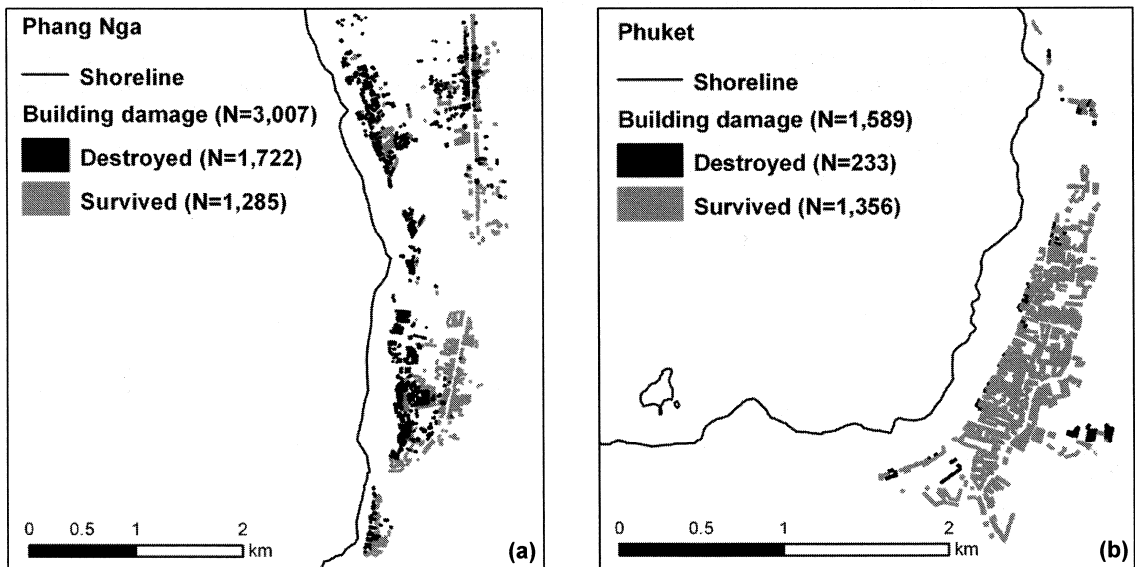 Phang Nga
Shoreline
Building damage (N=3,007)
Destroyed (N=1,722)
Survived (N=1,285)
0 0.5 1 2
km
(a)
Phuket
Shoreline
Building damage (N=1,589)
Destroyed (N=233)
Survived (N=1,356)
0 0.5 1 2
km
(b)